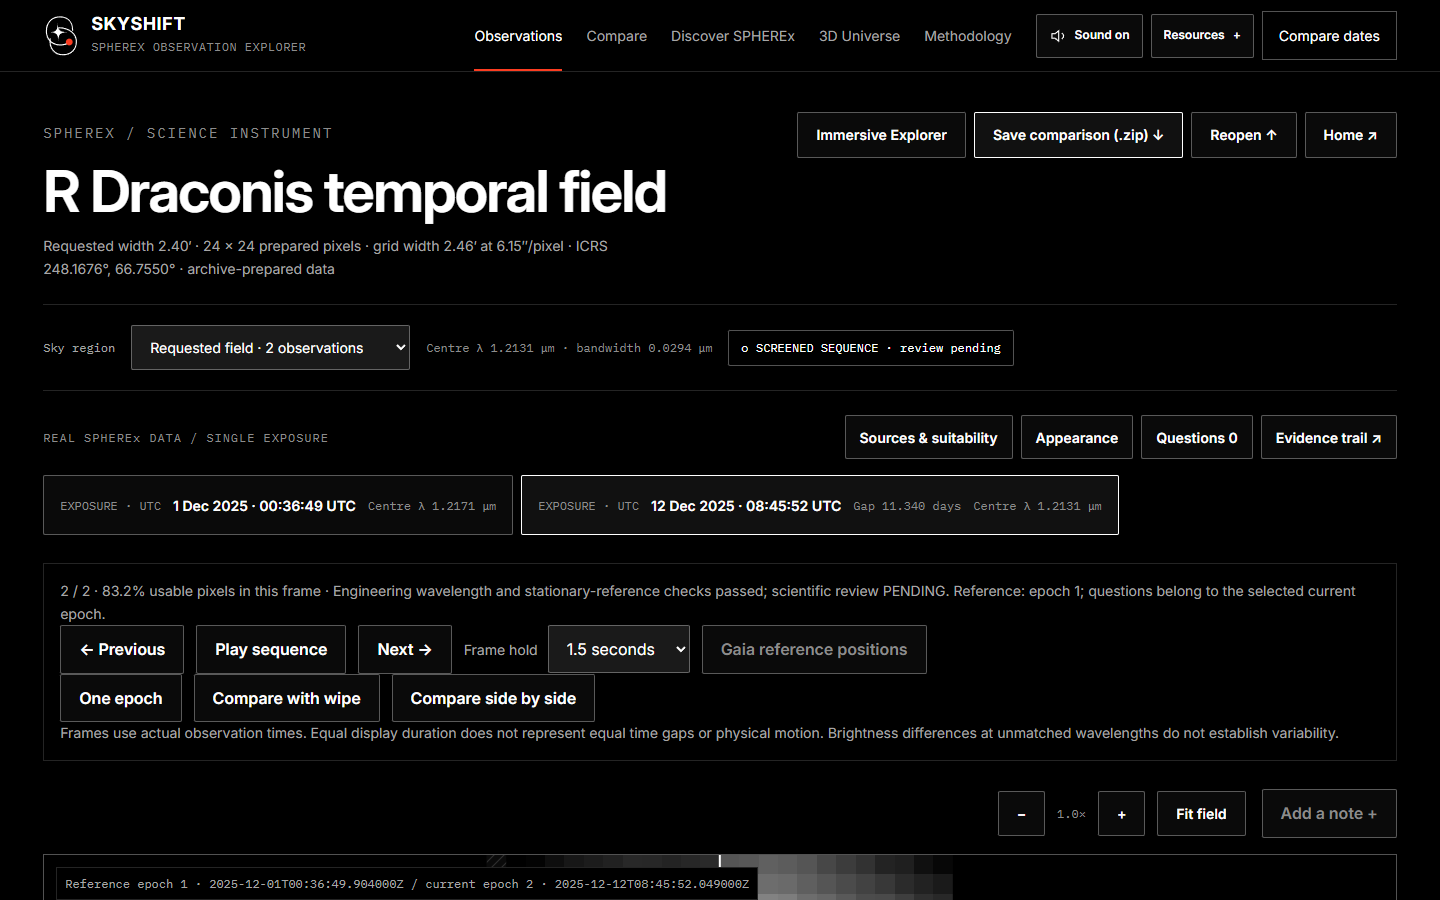 SKYSHIFT
SPHEREX OBSERVATION EXPLORER
Observations
Compare
Discover SPHEREx
3D Universe
Methodology
Sound on
Resources +
Compare dates
SPHEREX / SCIENCE INSTRUMENT
Immersive Explorer
Save comparison (.zip) ↓
Reopen ↑
Home ↗
R Draconis temporal field
Requested width 2.40′ · 24 × 24 prepared pixels · grid width 2.46′ at 6.15″/pixel · ICRS
248.1676°, 66.7550° · archive-prepared data
Sky region
Requested field · 2 observations
Centre λ 1.2131 µm · bandwidth 0.0294 µm
o SCREENED SEQUENCE · review pending
REAL SPHEREx DATA / SINGLE EXPOSURE
Sources & suitability
Appearance
Questions 0
Evidence trail ↗
EXPOSURE · UTC 1 Dec 2025 · 00:36:49 UTC Centre λ 1.2171 µm
EXPOSURE · UTC 12 Dec 2025 · 08:45:52 UTC Gap 11.340 days Centre λ 1.2131 µm
2 / 2 · 83.2% usable pixels in this frame · Engineering wavelength and stationary-reference checks passed; scientific review PENDING. Reference: epoch 1; questions belong to the selected current
epoch.
← Previous
Play sequence
Next →
Frame hold
1.5 seconds
Gaia reference positions
One epoch
Compare with wipe
Compare side by side
Frames use actual observation times. Equal display duration does not represent equal time gaps or physical motion. Brightness differences at unmatched wavelengths do not establish variability.
−
1.0×
+
Fit field
Add a note +
Reference epoch 1 · 2025-12-01T00:36:49.904000Z / current epoch 2 · 2025-12-12T08:45:52.049000Z